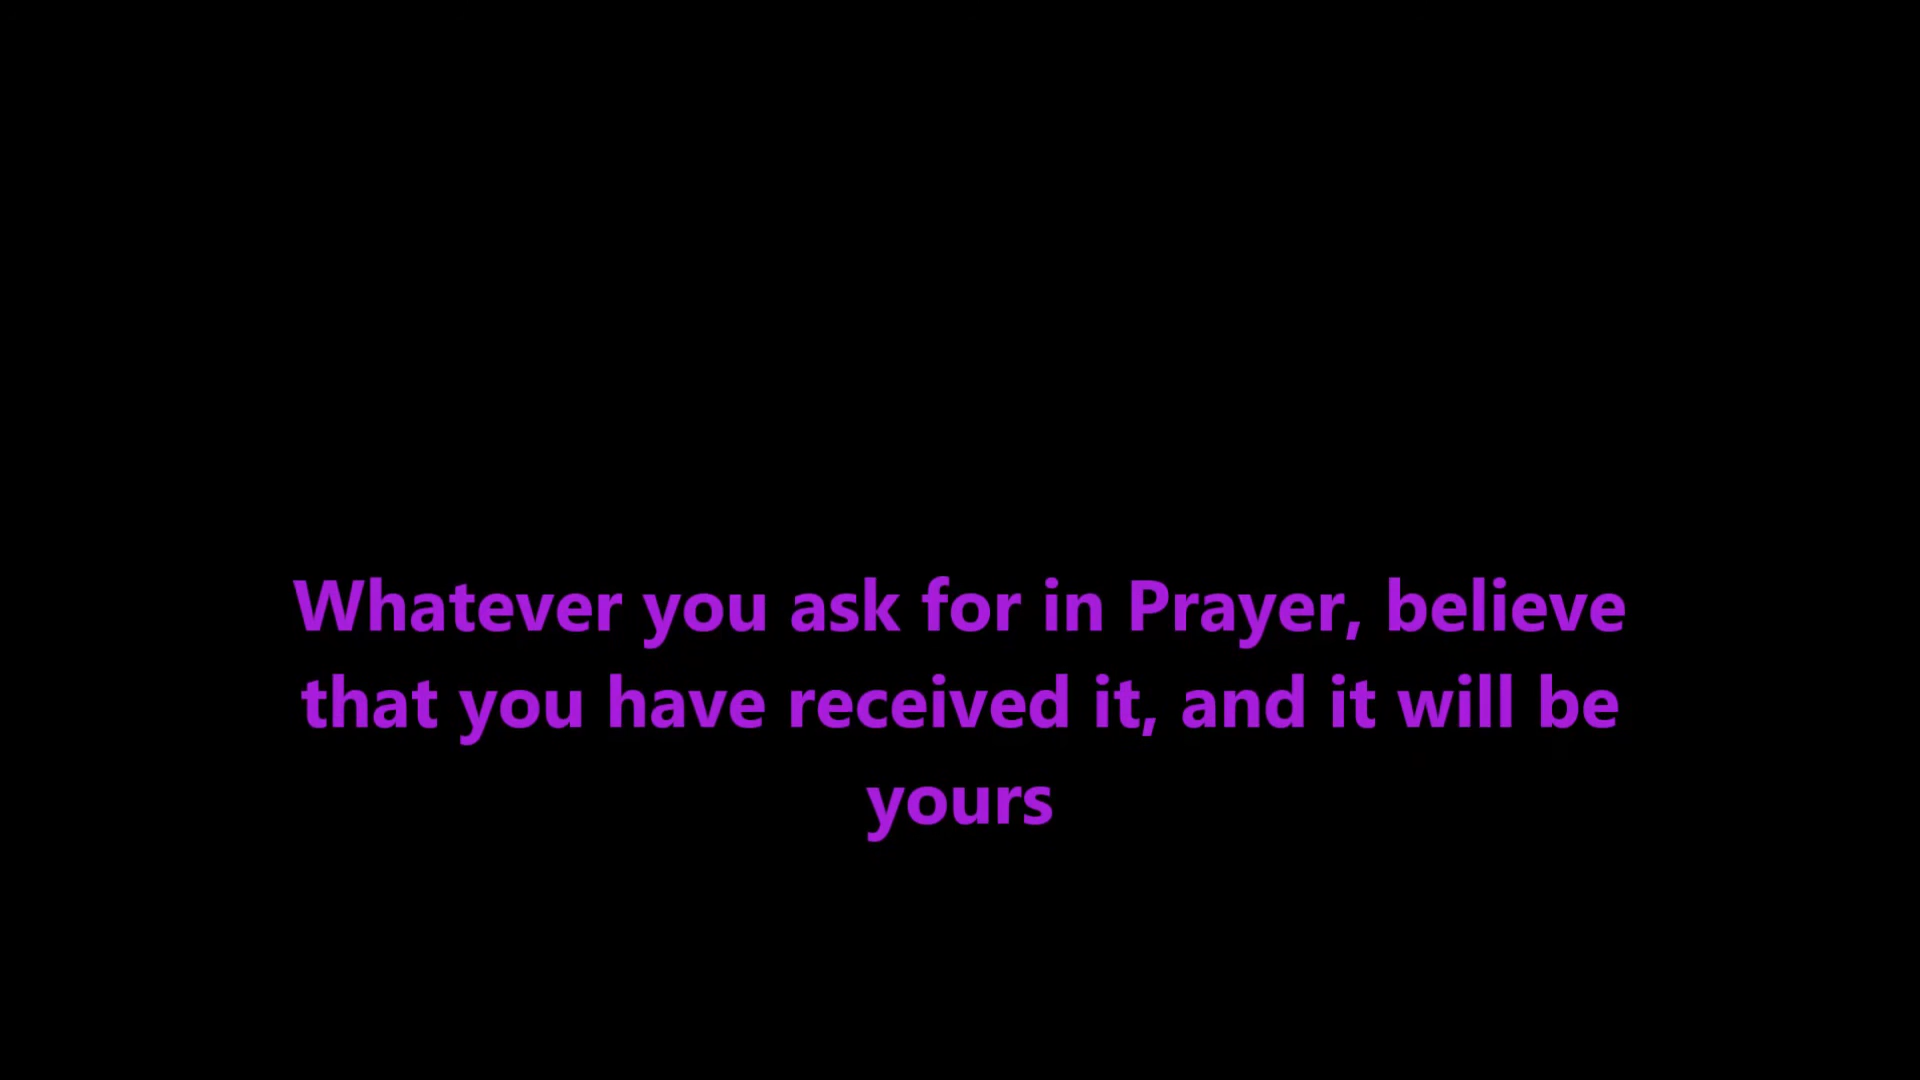 Whatever you ask for in Prayer, believe
that you have received it, and it will be
yours